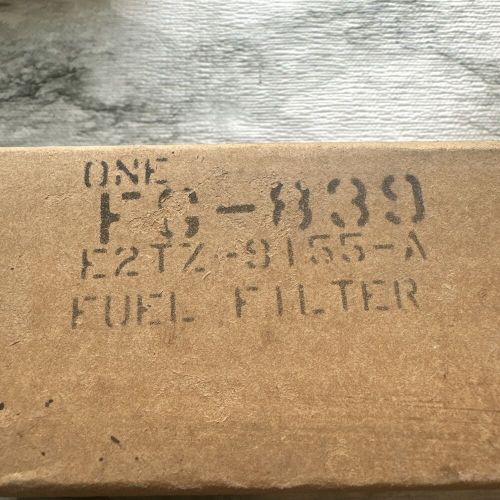 ONE
FG-839
E2TZ-9155-A
FUEL FILTER